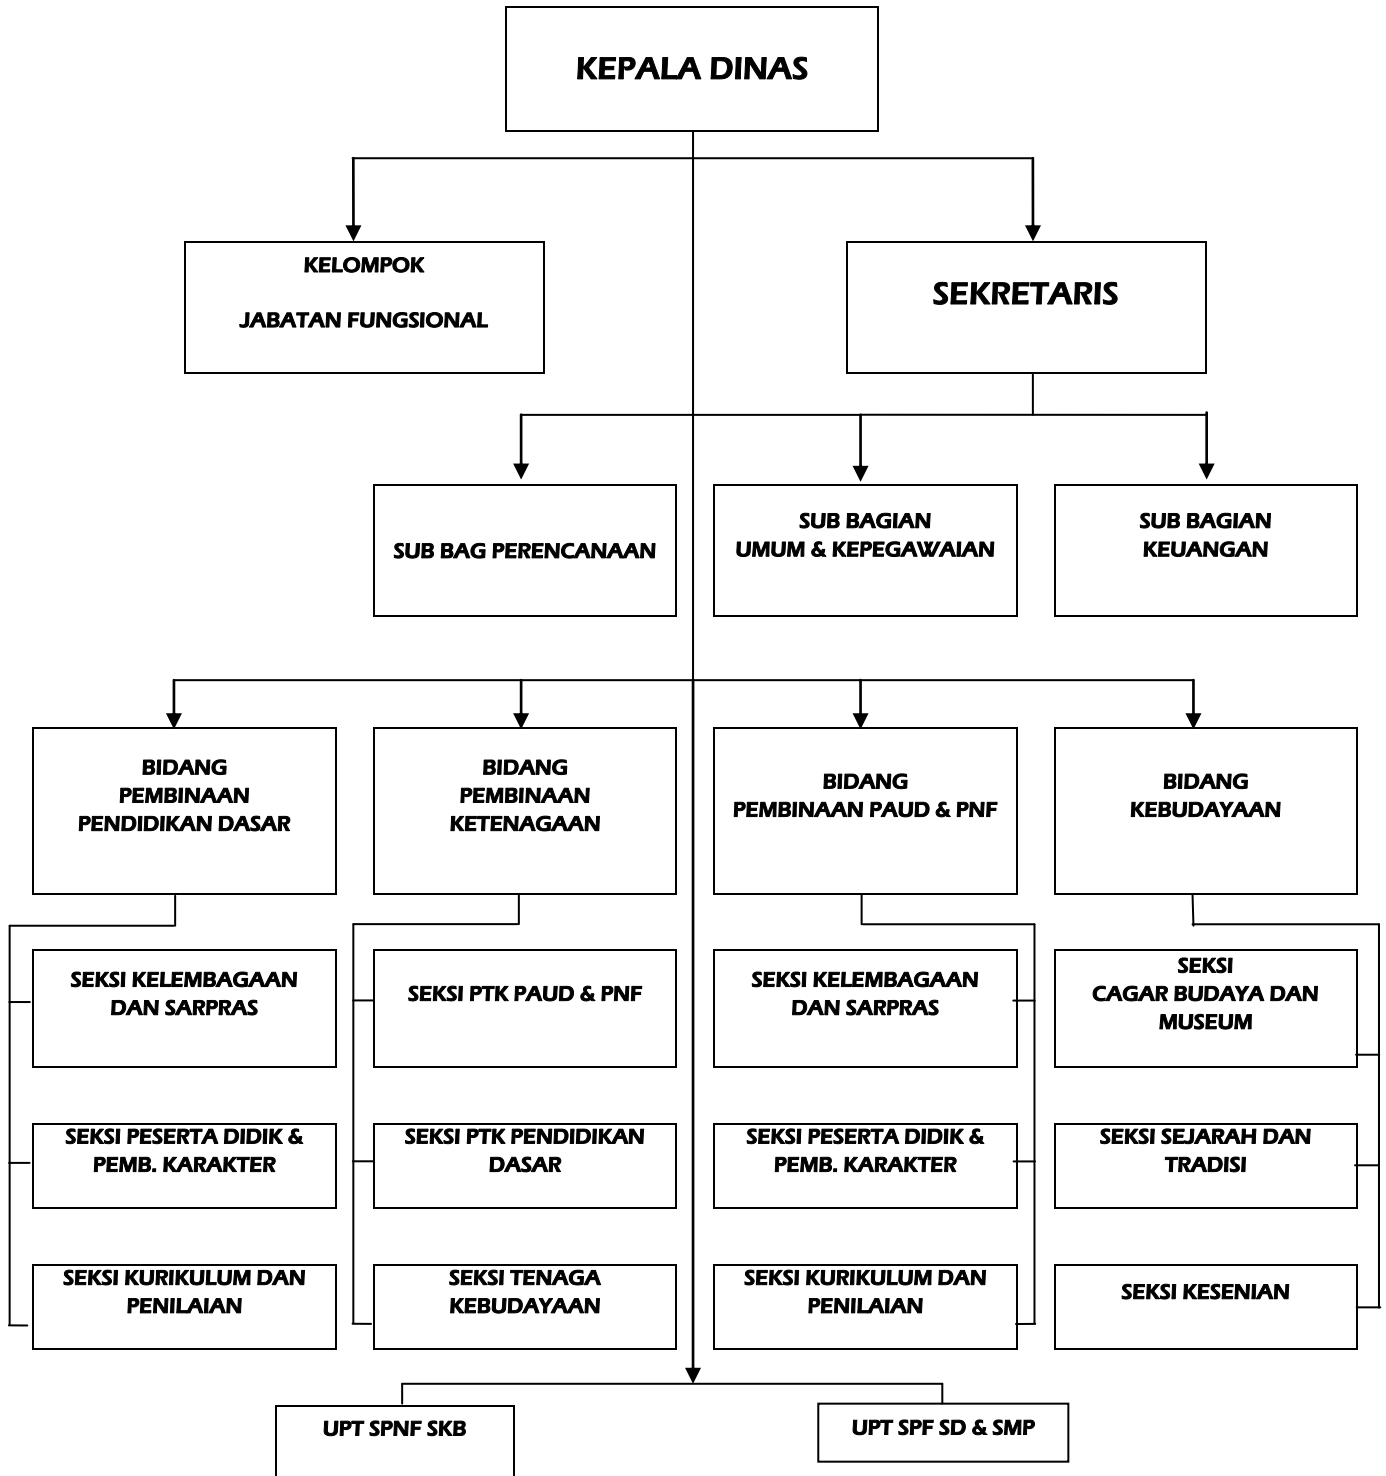 KEPALA DINAS
KELOMPOK
JABATAN FUNGSIONAL
SEKRETARIS
SUB BAG PERENCANAAN
SUB BAGIAN
UMUM & KEPEGAWAIAN
SUB BAGIAN
KEUANGAN
BIDANG
PEMBINAAN
PENDIDIKAN DASAR
BIDANG
PEMBINAAN
KETENAGAAN
BIDANG
PEMBINAAN PAUD & PNF
BIDANG
KEBUDAYAAN
SEKSI KELEMBAGAAN
DAN SARPRAS
SEKSI PTK PAUD & PNF
SEKSI KELEMBAGAAN
DAN SARPRAS
SEKSI
CAGAR BUDAYA DAN
MUSEUM
SEKSI PESERTA DIDIK &
PEMB. KARAKTER
SEKSI PTK PENDIDIKAN
DASAR
SEKSI PESERTA DIDIK &
PEMB. KARAKTER
SEKSI SEJARAH DAN
TRADISI
SEKSI KURIKULUM DAN
PENILAIAN
SEKSI TENAGA
KEBUDAYAAN
SEKSI KURIKULUM DAN
PENILAIAN
SEKSI KESENIAN
UPT SPNF SKB
UPT SPF SD & SMP